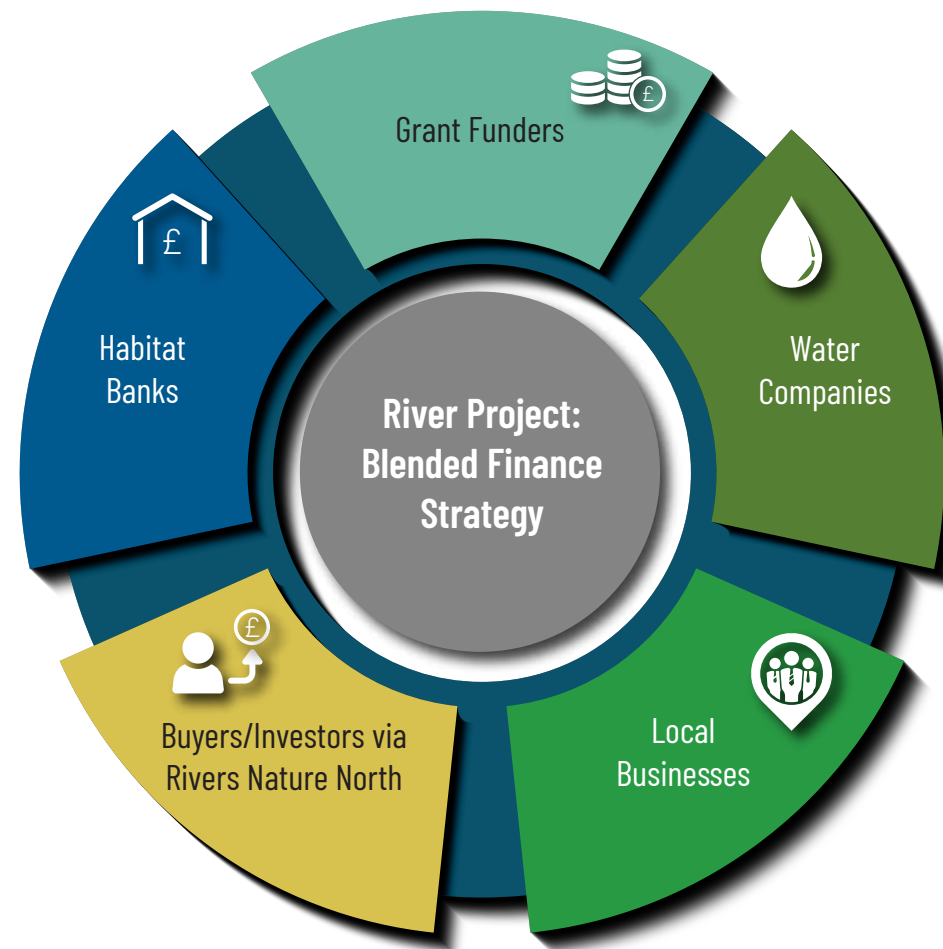 Grant Funders
£
£
Habitat
Banks
Water
Companies
River Project:
Blended Finance
Strategy
£
Buyers/Investors via
Rivers Nature North
Local
Businesses